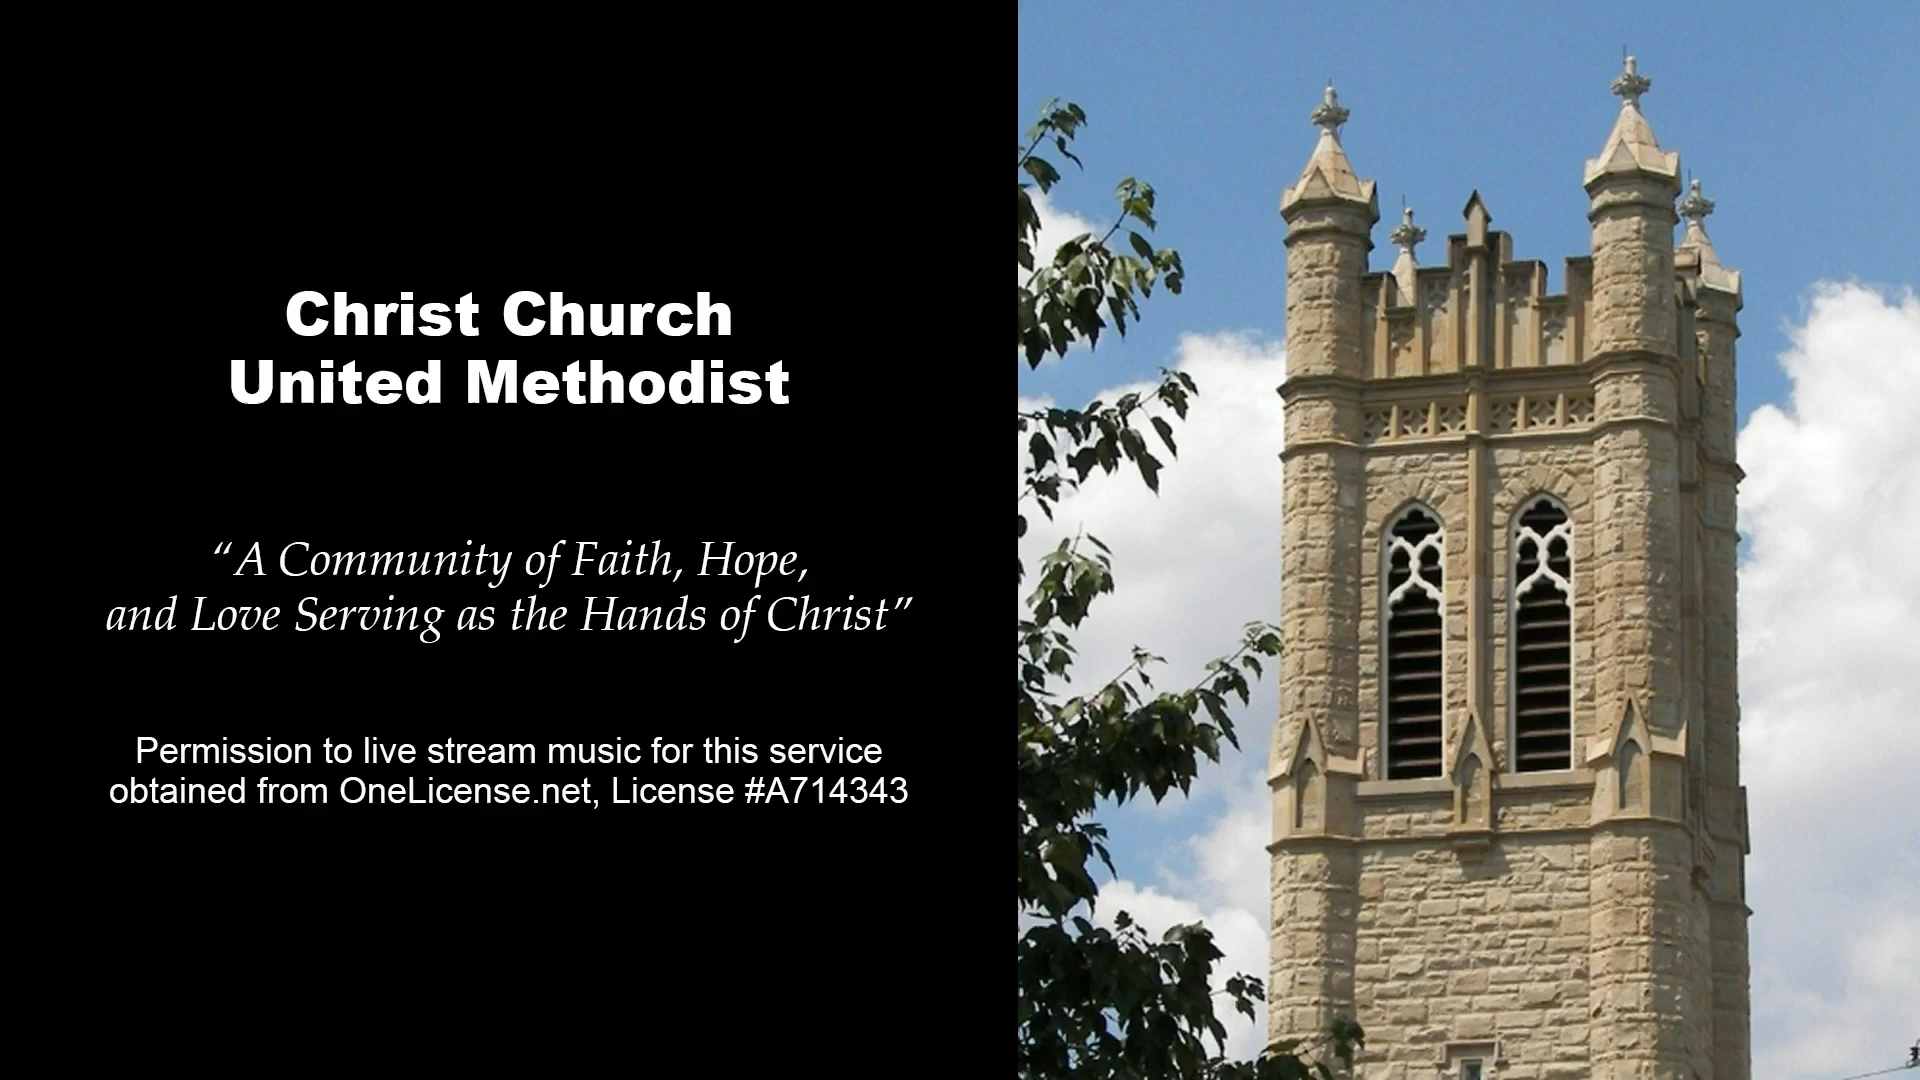 Christ Church
United Methodist
“A Community of Faith, Hope,
and Love Serving as the Hands of Christ”
Permission to live stream music for this service
obtained from OneLicense.net, License #A714343